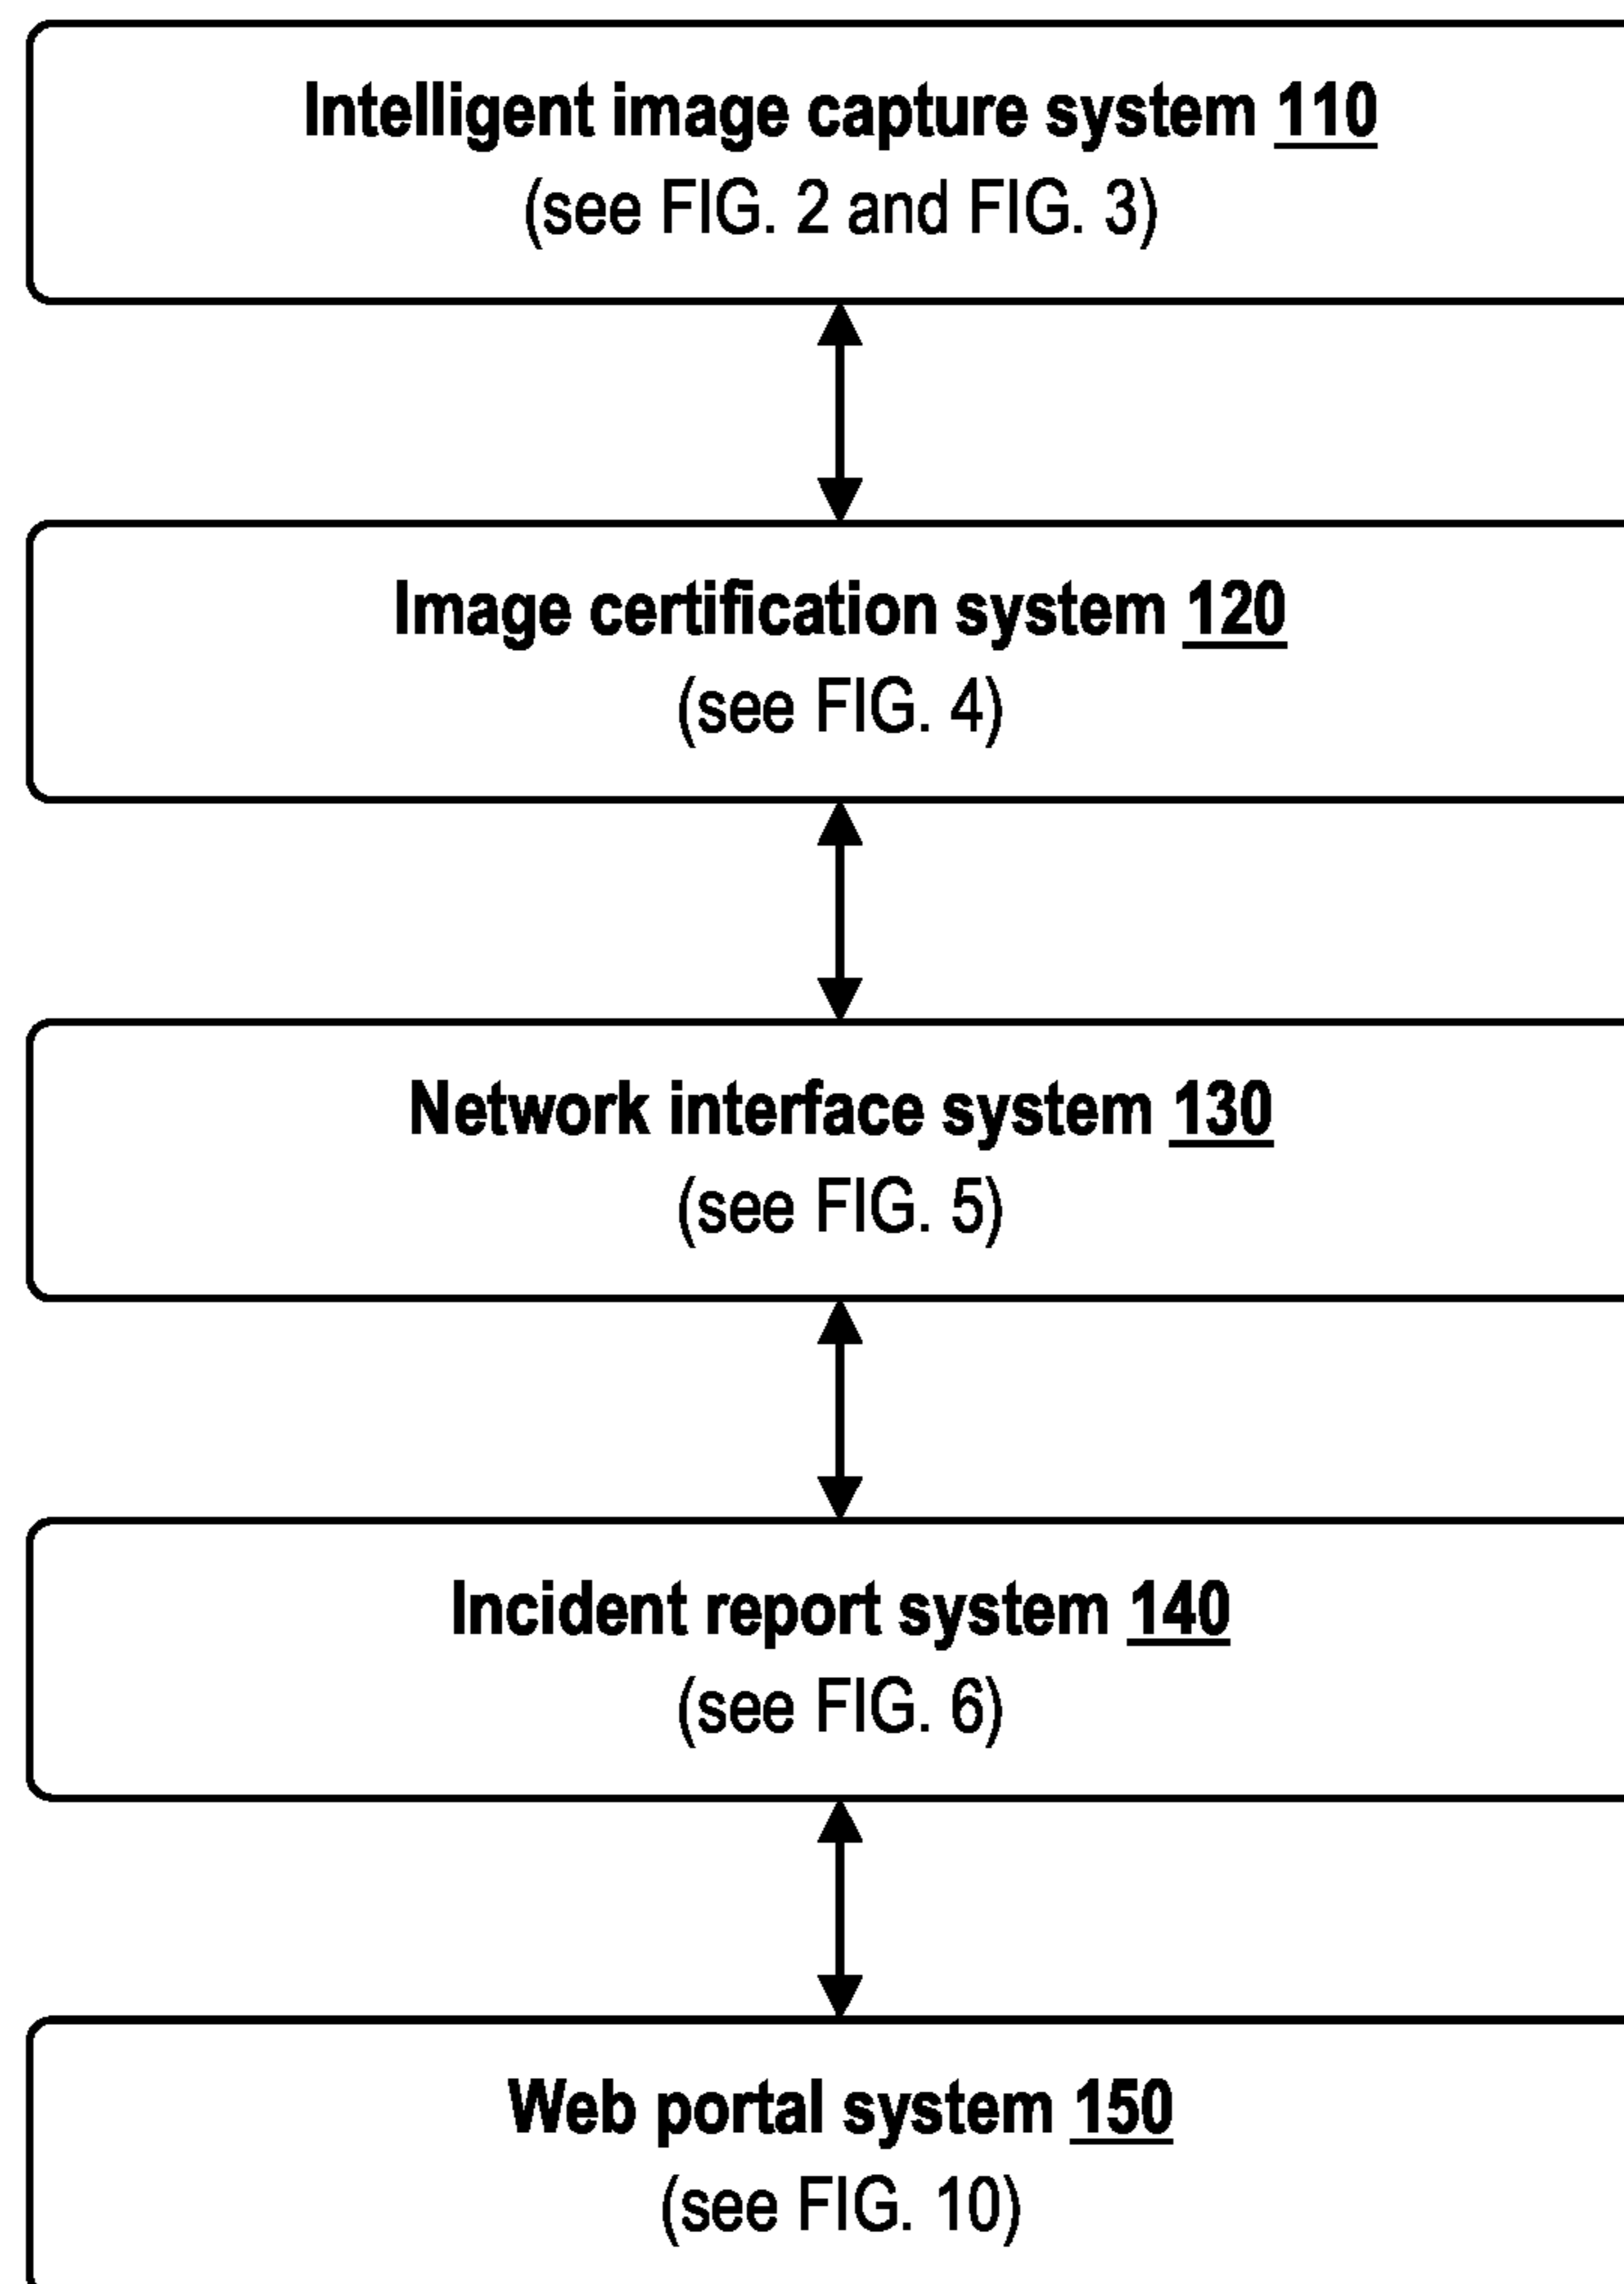 Intelligent image capture system 110
(see FIG. 2 and FIG. 3)
Image certification system 120
(see FIG. 4)
Network interface system 130
(see FIG. 5)
Incident report system 140
(see FIG. 6)
Web portal system 150
(see FIG. 10)